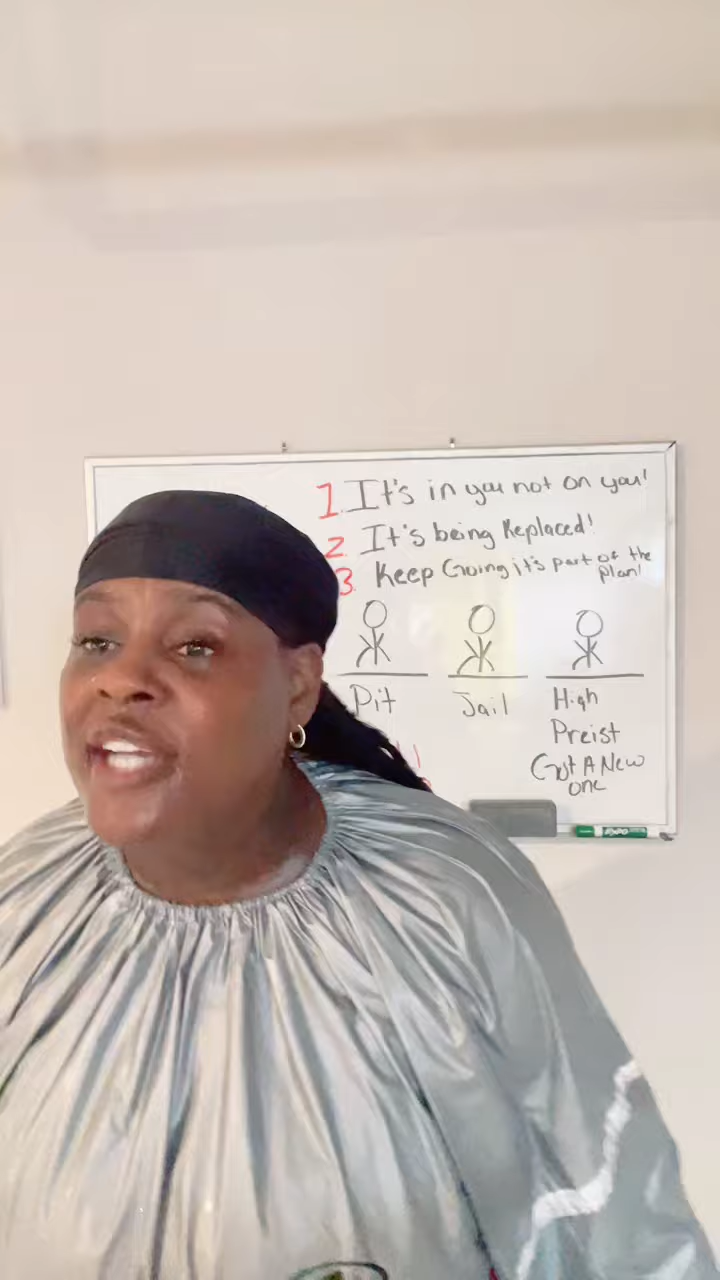 1. It's in you not on you!
2. It's being Replaced!
3 Keep Going it's part of the
plan!
Pit
Jail
High
Preist
Got A New
one
EXPO